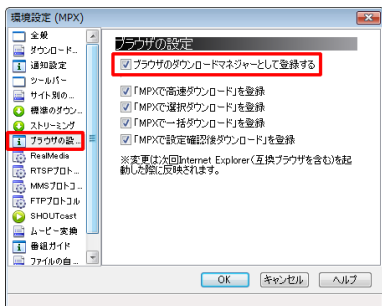 環境設定 (MPX)
全般
ダウンロード...
通知設定
ツールバー
サイト別の...
標準のダウン...
ストリーミング
ブラウザの設...
RealMedia
RTSPプロト...
MMSプロトコ...
FTPプロトコル
SHOUTcast
ムービー変換
番組ガイド
ファイルの自...
ブラウザの設定
ブラウザのダウンロードマネジャーとして登録する
「MPXで高速ダウンロード」を登録
「MPXで選択ダウンロード」を登録
「MPXで一括ダウンロード」を登録
「MPXで設定確認後ダウンロード」を登録
※変更は次回Internet Explorer(互換ブラウザを含む)を起
動した際に反映されます。
OK
キャンセル
ヘルプ